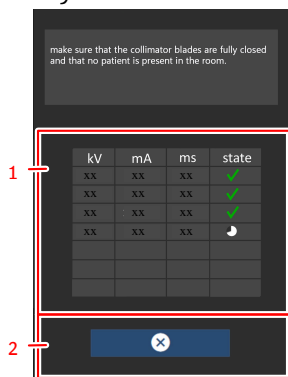 make sure that the collimator blades are fully closed
and that no patient is present in the room.
kV mA ms state
1
xx xx xx
xx xx xx
xx xx xx
xx xx xx
2